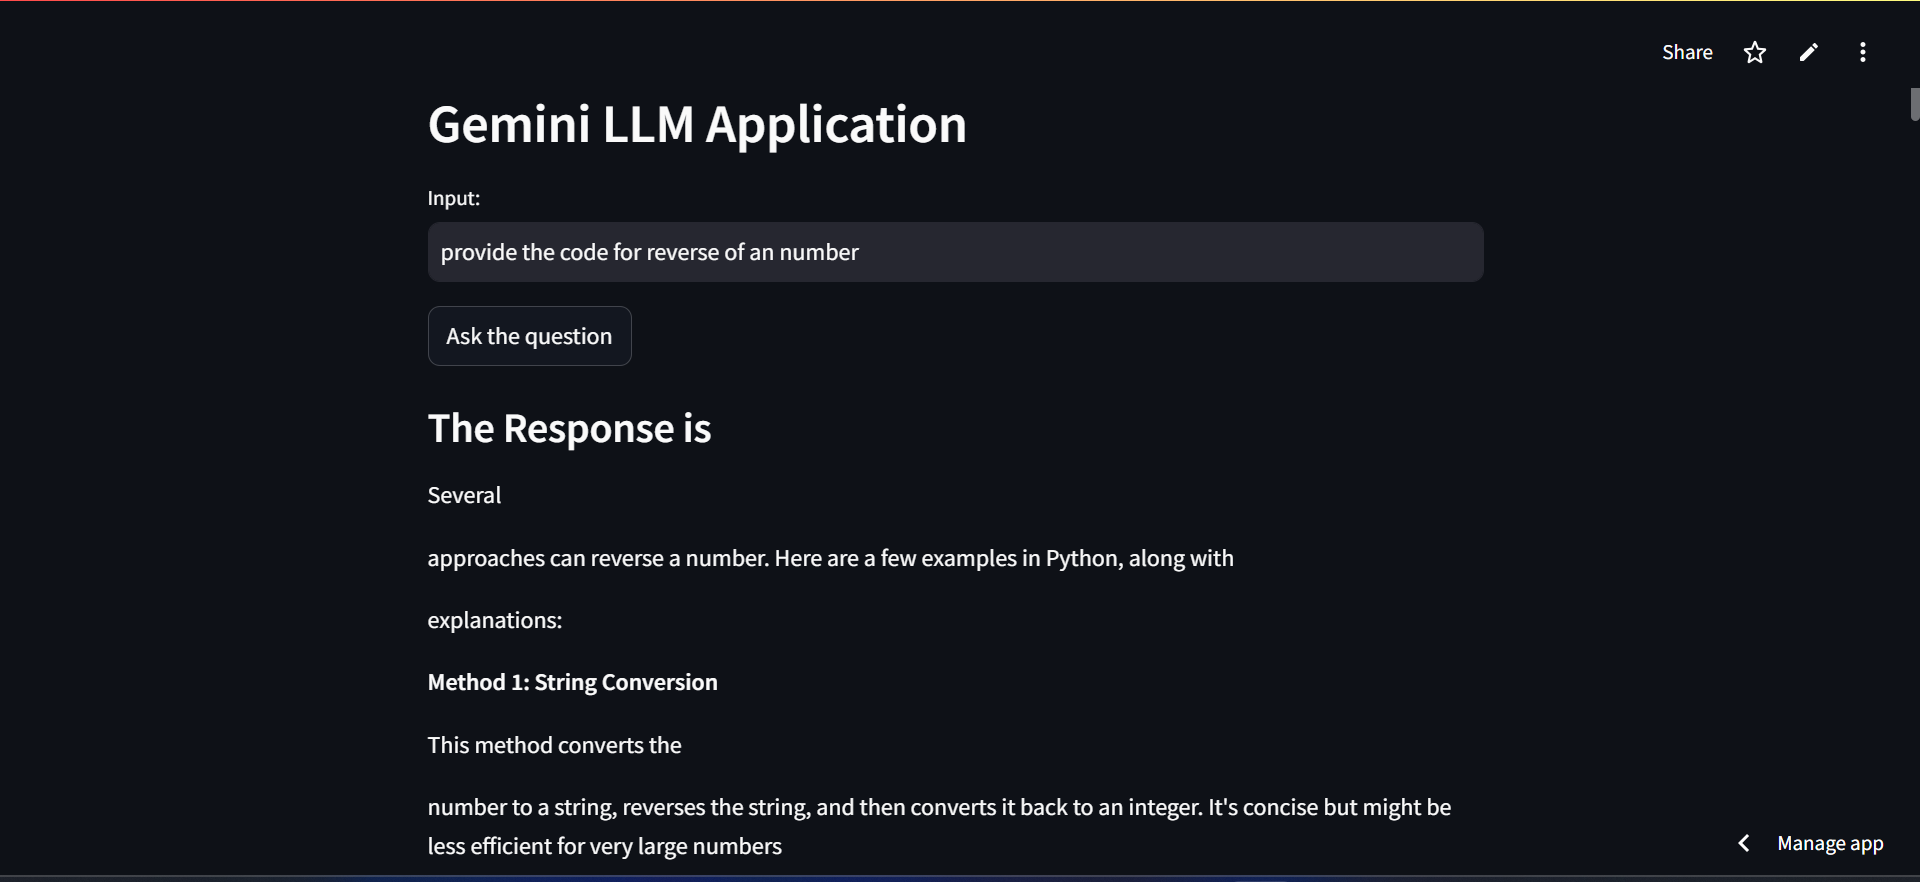 Share
Gemini LLM Application
Input:
provide the code for reverse of an number
Ask the question
The Response is
Several
approaches can reverse a number. Here are a few examples in Python, along with
explanations:
Method 1: String Conversion
This method converts the
number to a string, reverses the string, and then converts it back to an integer. It's concise but might be
less efficient for very large numbers
Manage app